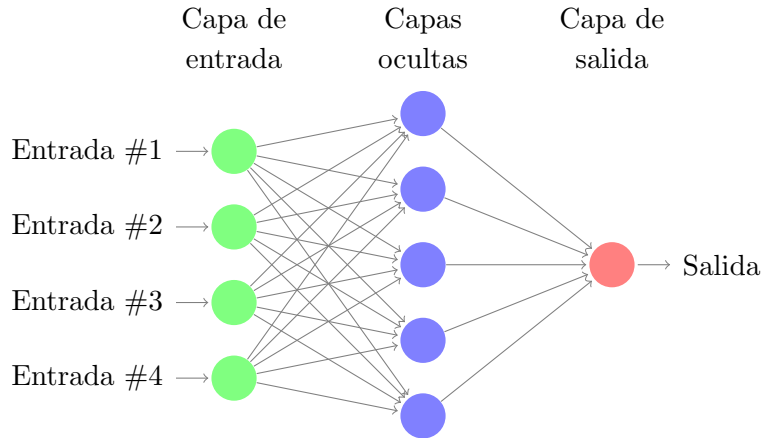 Capa de
entrada
Capas
ocultas
Capa de
salida
Entrada #1
Entrada #2
Entrada #3
Entrada #4
Salida